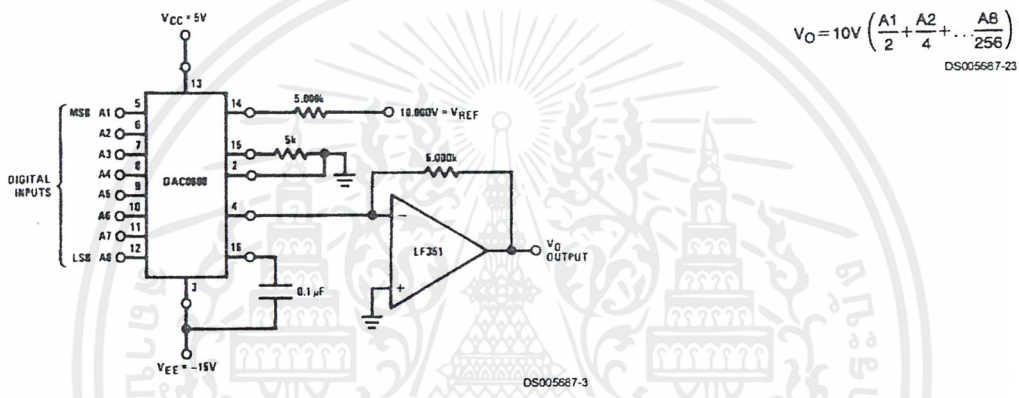 VCC = 5V
VO = 10V (A1/2 + A2/4 + ... A8/256)
DS005687-23
13
MSB A1 5
A2 6
A3 7
A4 8
A5 9
A6 10
A7 11
LSB A8 12
DIGITAL INPUTS
DAC0808
14
5.000k
10.000V = VREF
15
5k
2
4
16
0.1 μF
3
VEE = -15V
5.000k
−
LF351
+
VO
OUTPUT
DS005687-3